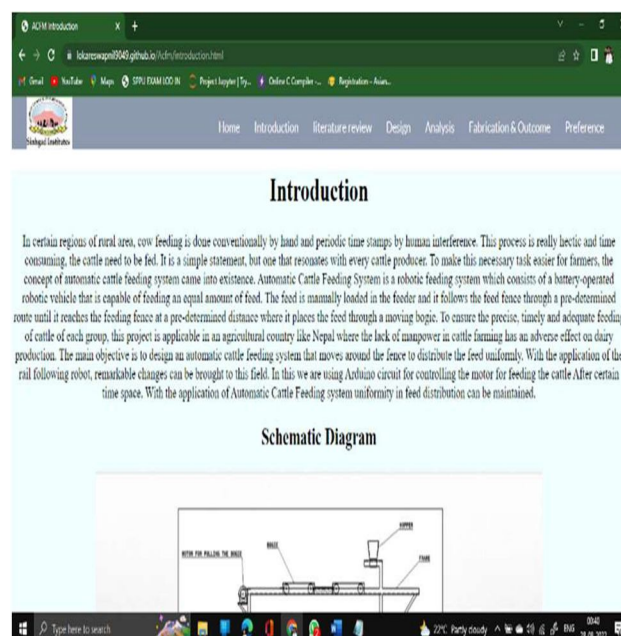 ACFM Introduction
lokareswapnil9049.github.io/Acfm/introduction.html
Gmail YouTube Maps SPPU EXAM LOG IN Project Jupyter | Try... Online C Compiler -... Registration - Asian...
Sinhgad Institutes
Home Introduction literature review Design Analysis Fabrication & Outcome Preference
Introduction
In certain regions of rural area, cow feeding is done conventionally by hand and periodic time stamps by human interference. This process is really hectic and time
consuming, the cattle need to be fed. It is a simple statement, but one that resonates with every cattle producer. To make this necessary task easier for farmers, the
concept of automatic cattle feeding system came into existence. Automatic Cattle Feeding System is a robotic feeding system which consists of a battery-operated
robotic vehicle that is capable of feeding an equal amount of feed. The feed is manually loaded in the feeder and it follows the feed fence through a pre-determined
route until it reaches the feeding fence at a pre-determined distance where it places the feed through a moving bogie. To ensure the precise, timely and adequate feeding
of cattle of each group, this project is applicable in an agricultural country like Nepal where the lack of manpower in cattle farming has an adverse effect on dairy
production. The main objective is to design an automatic cattle feeding system that moves around the fence to distribute the feed uniformly. With the application of the
rail following robot, remarkable changes can be brought to this field. In this we are using Arduino circuit for controlling the motor for feeding the cattle After certain
time space. With the application of Automatic Cattle Feeding system uniformity in feed distribution can be maintained.
Schematic Diagram
HOPPER
MOTOR FOR PULLING THE BOGIE
BOGIE
FRAME
Type here to search
22°C Partly cloudy
ENG
00:40